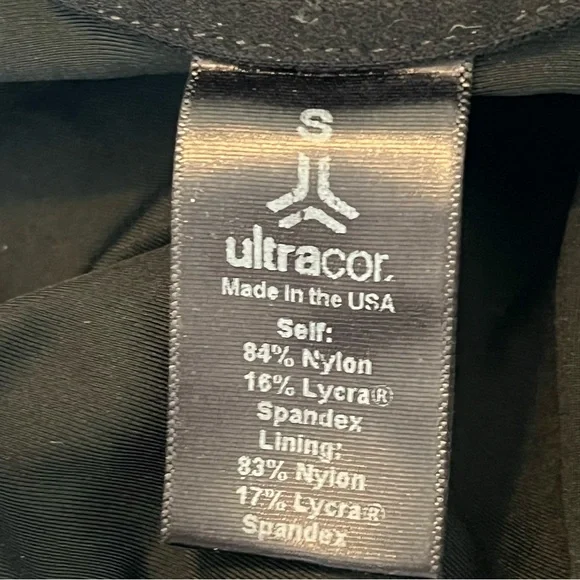 S
ultracor.
Made in the USA
Self:
84% Nylon
16% Lycra®
Spandex
Lining:
83% Nylon
17% Lycra®
Spandex